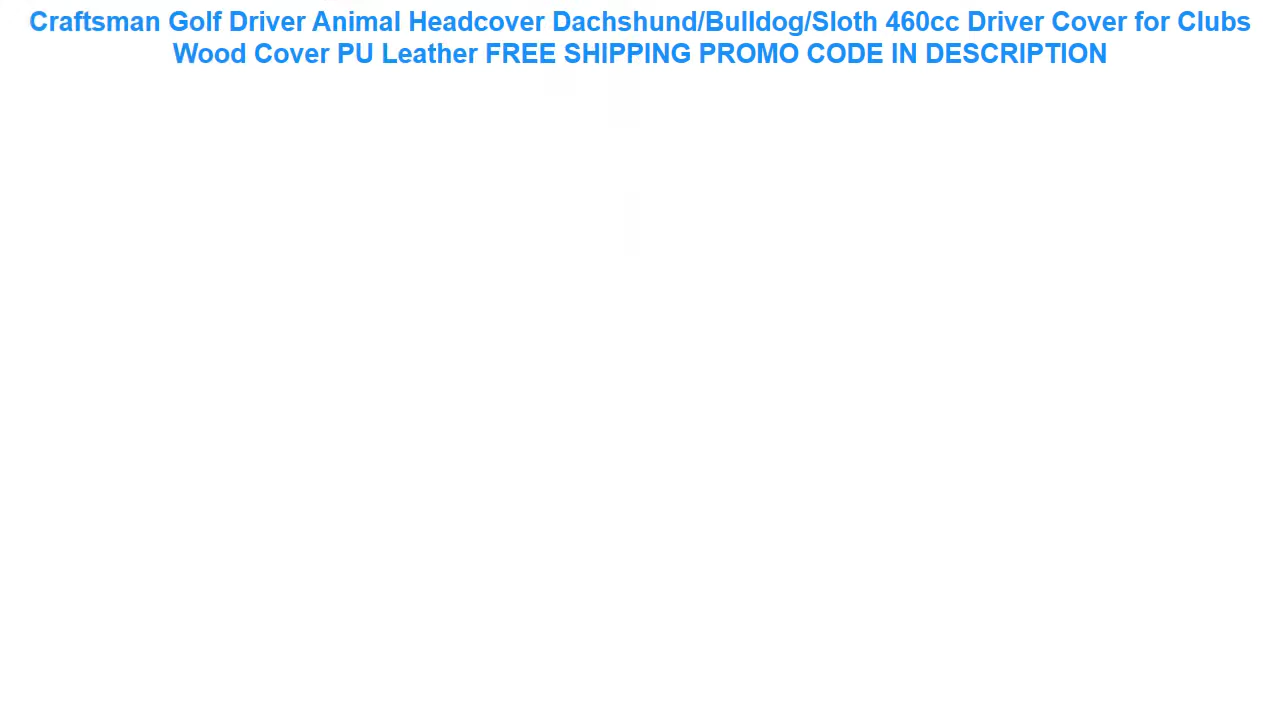 Craftsman Golf Driver Animal Headcover Dachshund/Bulldog/Sloth 460cc Driver Cover for Clubs
Wood Cover PU Leather FREE SHIPPING PROMO CODE IN DESCRIPTION